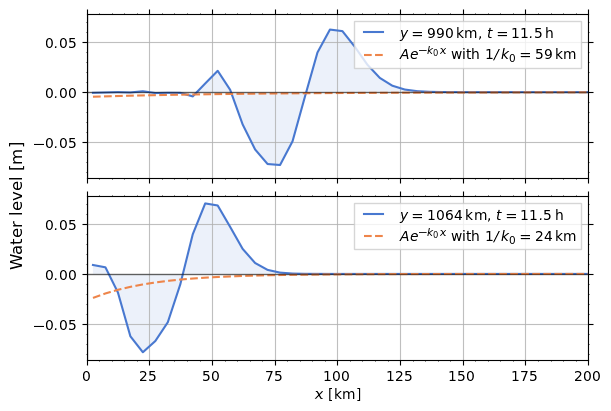 y = 990 km, t = 11.5 h
Ae^{−k₀x} with 1/k₀ = 59 km
0.05
0.00
−0.05
y = 1064 km, t = 11.5 h
Ae^{−k₀x} with 1/k₀ = 24 km
0.05
0.00
−0.05
Water level [m]
0 25 50 75 100 125 150 175 200
x [km]